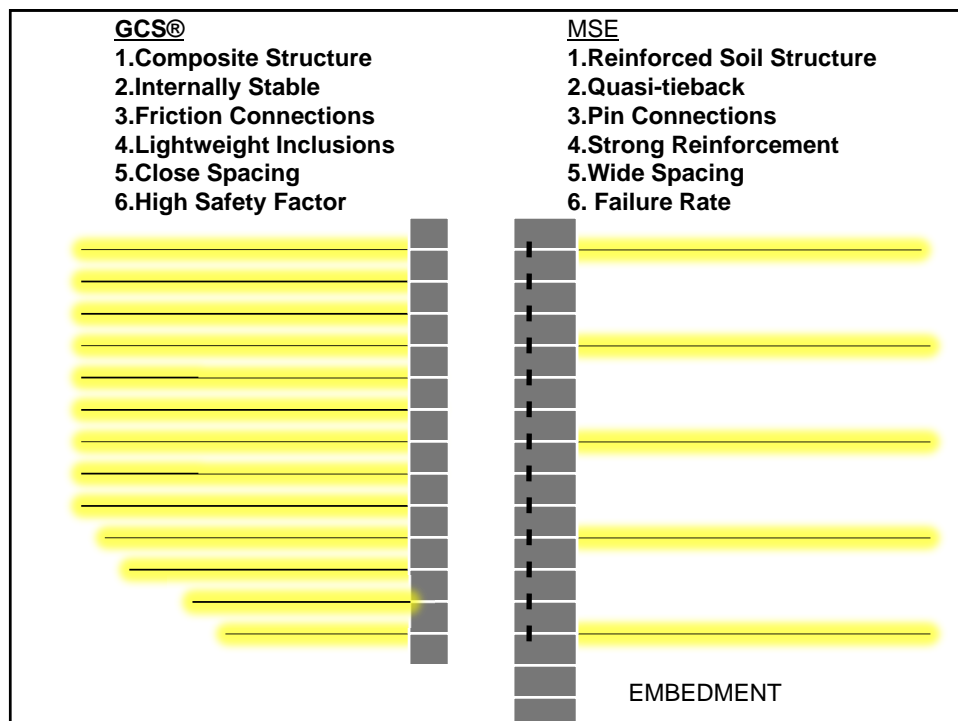 GCS®
1.Composite Structure
2.Internally Stable
3.Friction Connections
4.Lightweight Inclusions
5.Close Spacing
6.High Safety Factor
MSE
1.Reinforced Soil Structure
2.Quasi-tieback
3.Pin Connections
4.Strong Reinforcement
5.Wide Spacing
6. Failure Rate
EMBEDMENT